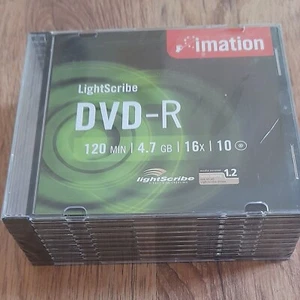 imation
LightScribe
DVD-R
120 MIN | 4.7 GB | 16x | 10
lightScribe
1.2